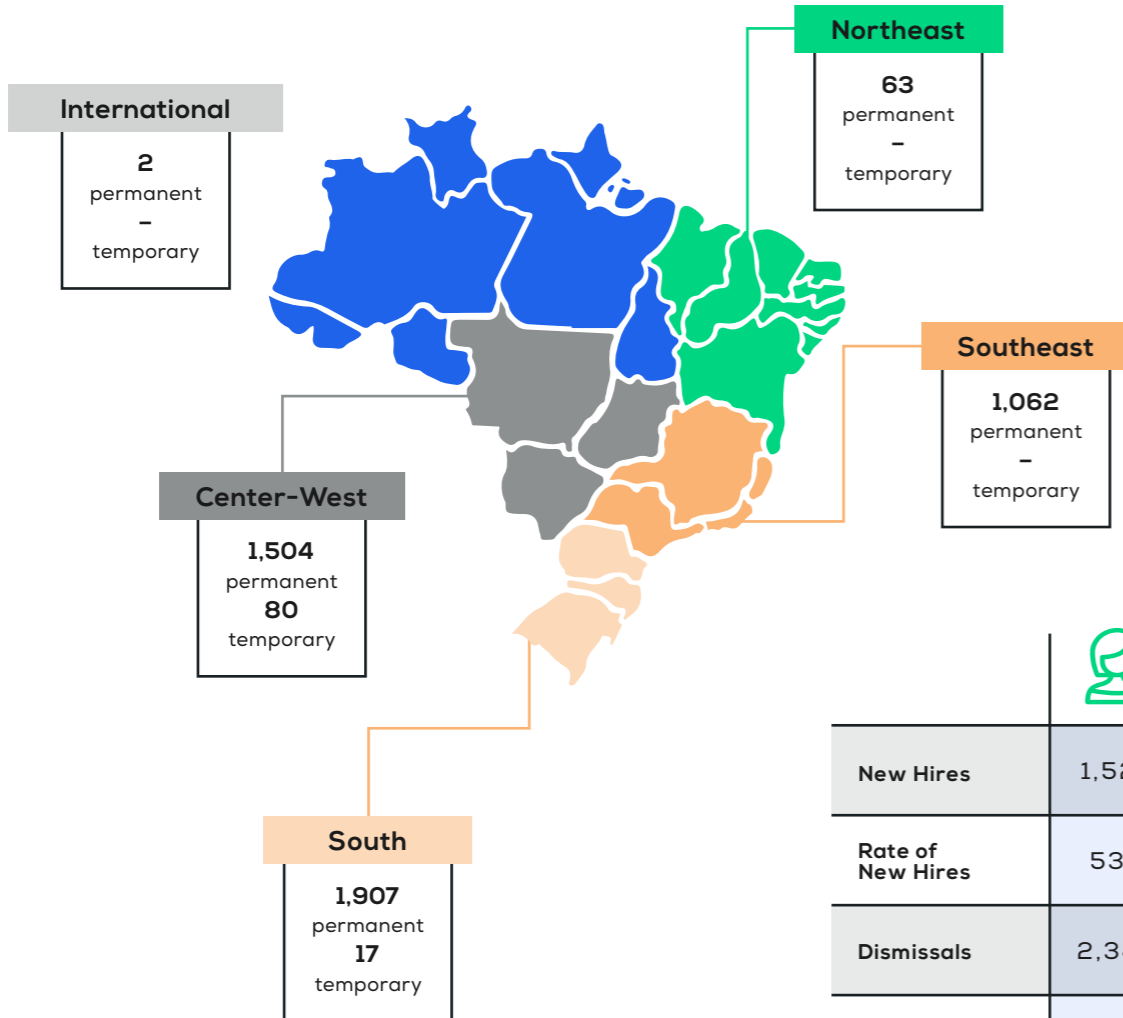 Northeast
63
permanent
–
temporary
International
2
permanent
–
temporary
Southeast
1,062
permanent
–
temporary
Center-West
1,504
permanent
80
temporary
South
1,907
permanent
17
temporary
New Hires
Rate of
New Hires
53
Dismissals